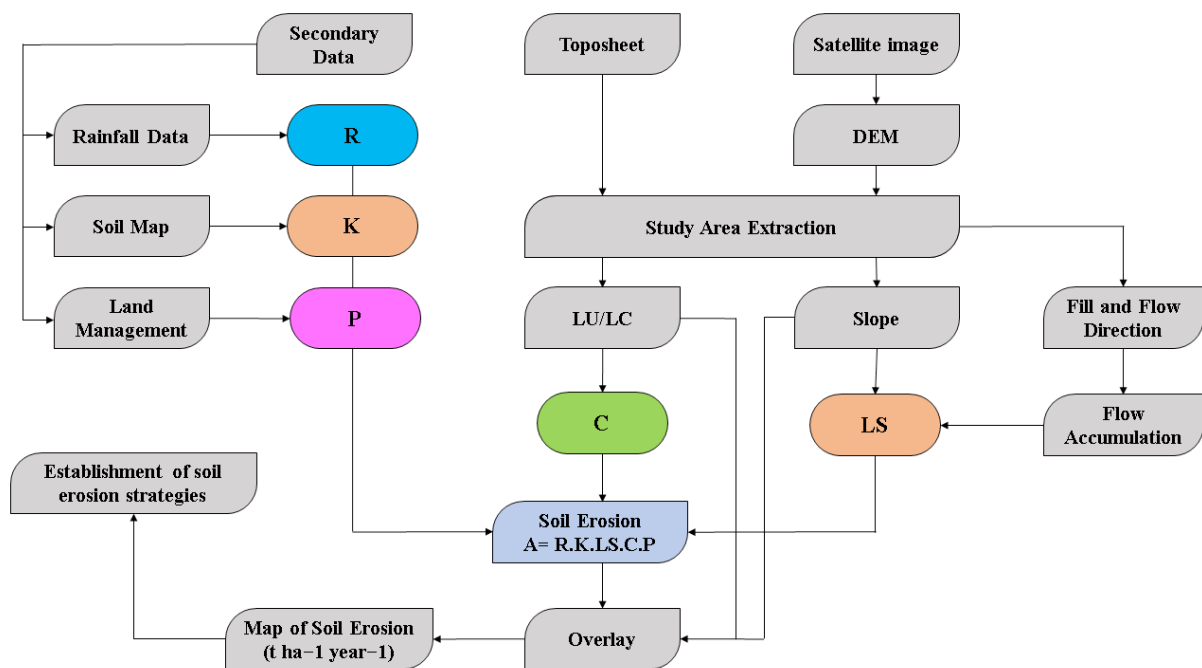 Secondary
Data
Toposheet
Satellite image
Rainfall Data
R
DEM
Soil Map
K
Study Area Extraction
Land
Management
P
LU/LC
Slope
Fill and Flow
Direction
C
LS
Flow
Accumulation
Establishment of soil
erosion strategies
Soil Erosion
A= R.K.LS.C.P
Map of Soil Erosion
(t ha−1 year−1)
Overlay